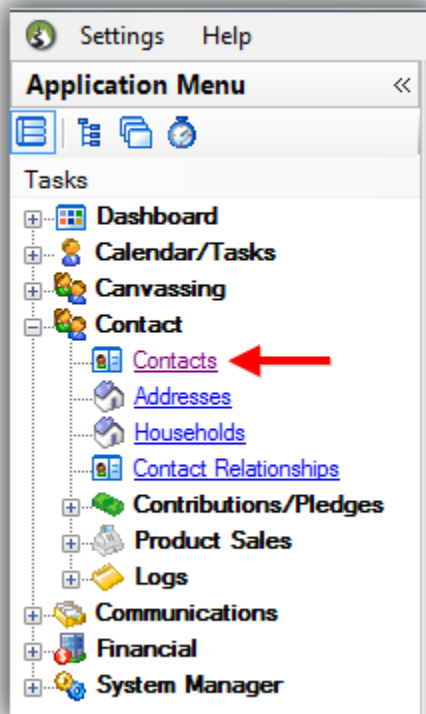 Settings Help
Application Menu «
Tasks
Dashboard
Calendar/Tasks
Canvassing
Contact
Contacts
Addresses
Households
Contact Relationships
Contributions/Pledges
Product Sales
Logs
Communications
Financial
System Manager